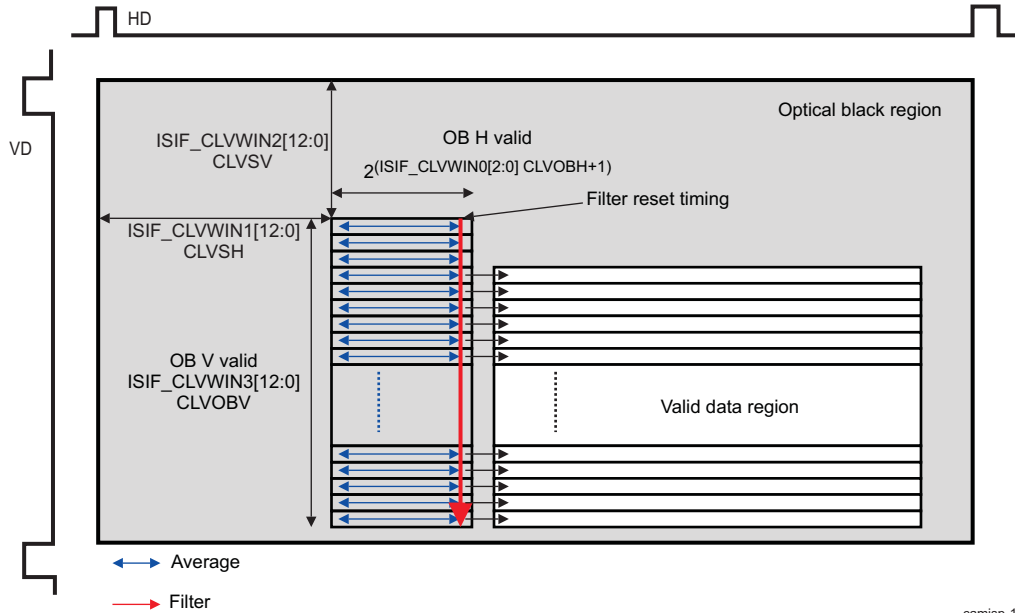 HD
Optical black region
VD
ISIF_CLVWIN2[12:0]
CLVSV
OB H valid
2(ISIF_CLVWIN0[2:0] CLVOBH+1)
Filter reset timing
ISIF_CLVWIN1[12:0]
CLVSH
OB V valid
ISIF_CLVWIN3[12:0]
CLVOBV
Valid data region
Average
Filter